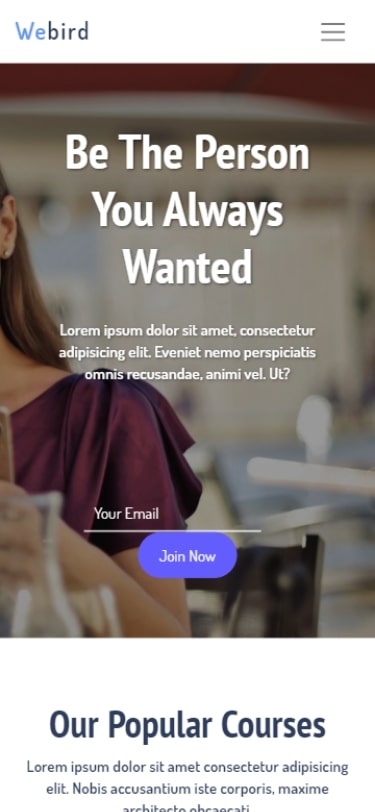 Webird
Be The Person
You Always
Wanted
Lorem ipsum dolor sit amet, consectetur
adipisicing elit. Eveniet nemo perspiciatis
omnis recusandae, animi vel. Ut?
Your Email
Join Now
Our Popular Courses
Lorem ipsum dolor sit amet consectetur adipisicing
elit. Nobis accusantium iste corporis, maxime
architecto obcaecati